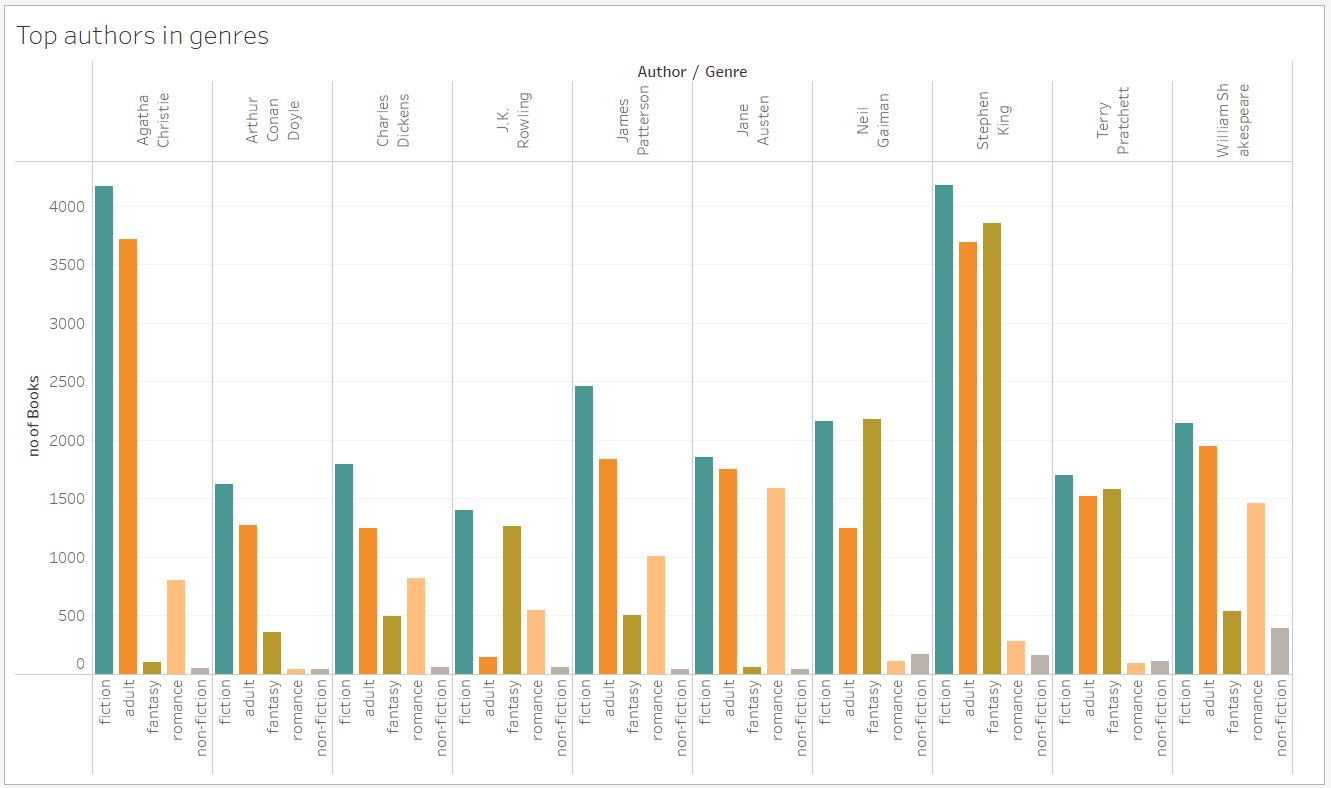 Top authors in genres
Author / Genre
Agatha
Christie
Arthur
Conan
Doyle
Charles
Dickens
J.K.
Rowling
James
Patterson
Jane
Austen
Neil
Gaiman
Stephen
King
Terry
Pratchett
William Sh
akespeare
no of Books
4000
3500
3000
2500
2000
1500
1000
500
0
fiction
adult
fantasy
romance
non-fiction
fiction
adult
fantasy
romance
non-fiction
fiction
adult
fantasy
romance
non-fiction
fiction
adult
fantasy
romance
non-fiction
fiction
adult
fantasy
romance
non-fiction
fiction
adult
fantasy
romance
non-fiction
fiction
adult
fantasy
romance
non-fiction
fiction
adult
fantasy
romance
non-fiction
fiction
adult
fantasy
romance
non-fiction
fiction
adult
fantasy
romance
non-fiction